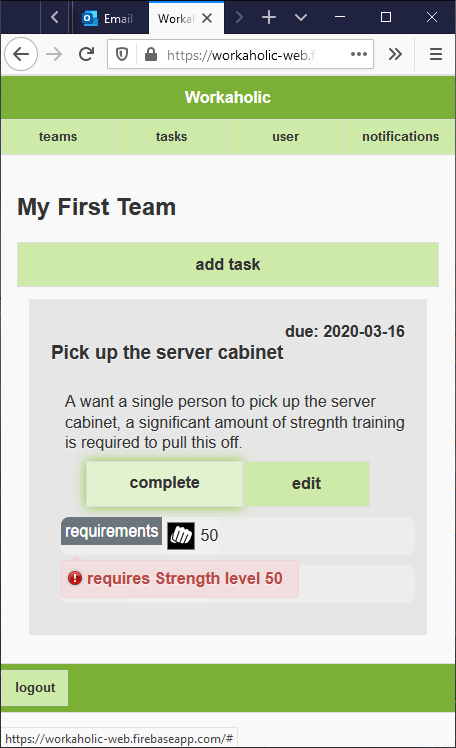 Email
Worka
https://workaholic-web.f
Workaholic
teams
tasks
user
notifications
My First Team
add task
due: 2020-03-16
Pick up the server cabinet
A want a single person to pick up the server
cabinet, a significant amount of stregnth training
is required to pull this off.
complete
edit
requirements
50
requires Strength level 50
logout
https://workaholic-web.firebaseapp.com/#